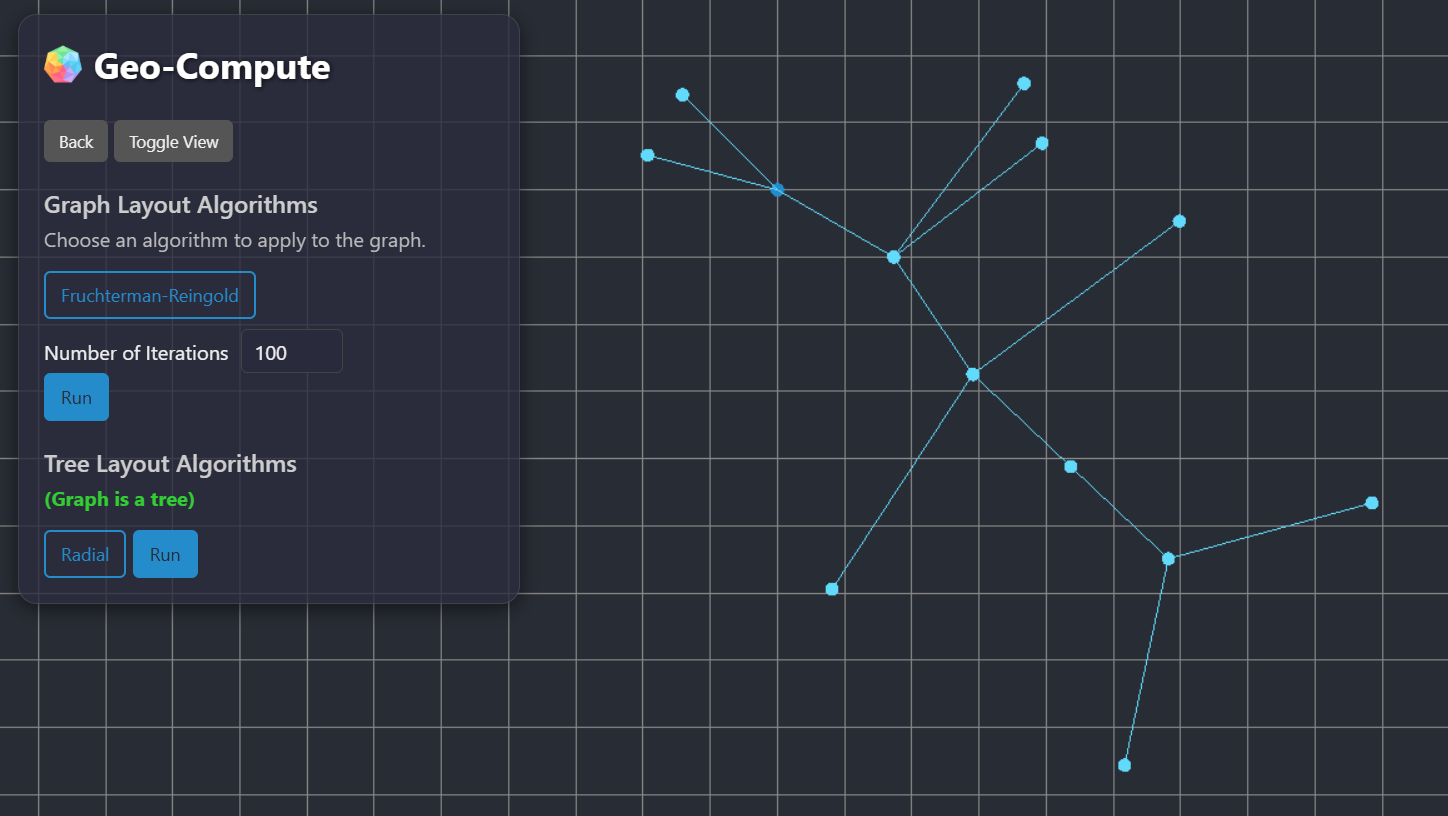 Geo-Compute
Back
Toggle View
Graph Layout Algorithms
Choose an algorithm to apply to the graph.
Fruchterman-Reingold
Number of Iterations 100
Run
Tree Layout Algorithms
(Graph is a tree)
Radial
Run